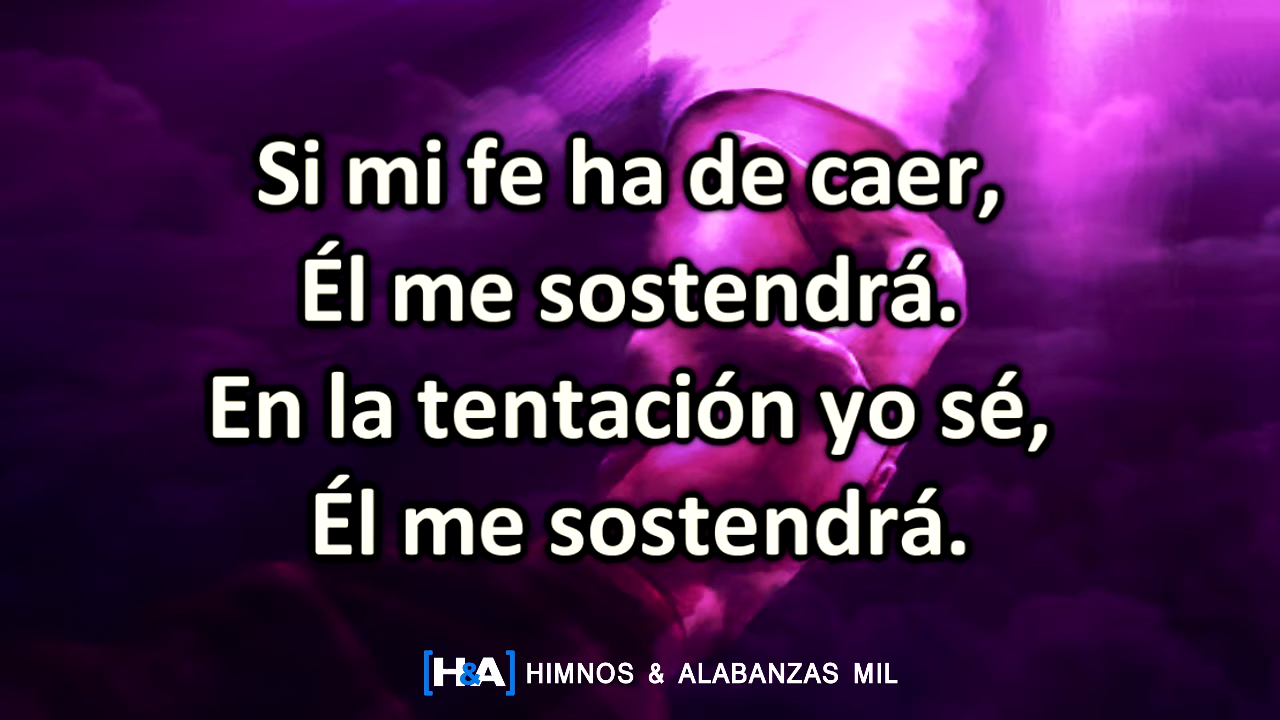 Si mi fe ha de caer,
Él me sostendrá.
En la tentación yo sé,
Él me sostendrá.
[H&A] HIMNOS & ALABANZAS MIL